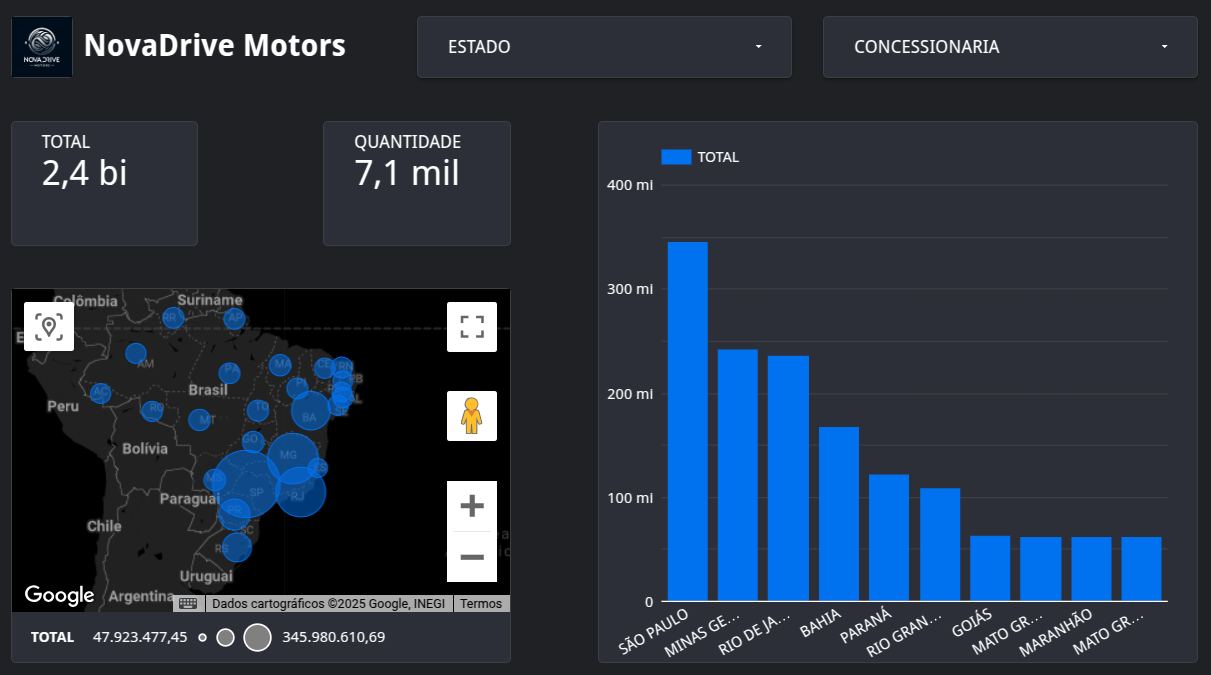 NOVADRIVE
MOTORS
NovaDrive Motors
ESTADO
CONCESSIONARIA
TOTAL
2,4 bi
QUANTIDADE
7,1 mil
TOTAL
400 mi
300 mi
200 mi
100 mi
0
SÃO PAULO
MINAS GE...
RIO DE JA...
BAHIA
PARANÁ
RIO GRAN...
GOIÁS
MATO GR...
MARANHÃO
MATO GR...
Colômbia
Suriname
RR
AP
AM
PA
MA
CE
RN
PB
Brasil
PI
AC
AL
Peru
RO
MT
TO
BA
SE
GO
Bolívia
MG
ES
MS
SP
RJ
Paraguai
PR
Chile
SC
RS
Uruguai
Argentina
Google
Dados cartográficos ©2025 Google, INEGI
Termos
TOTAL 47.923.477,45 345.980.610,69